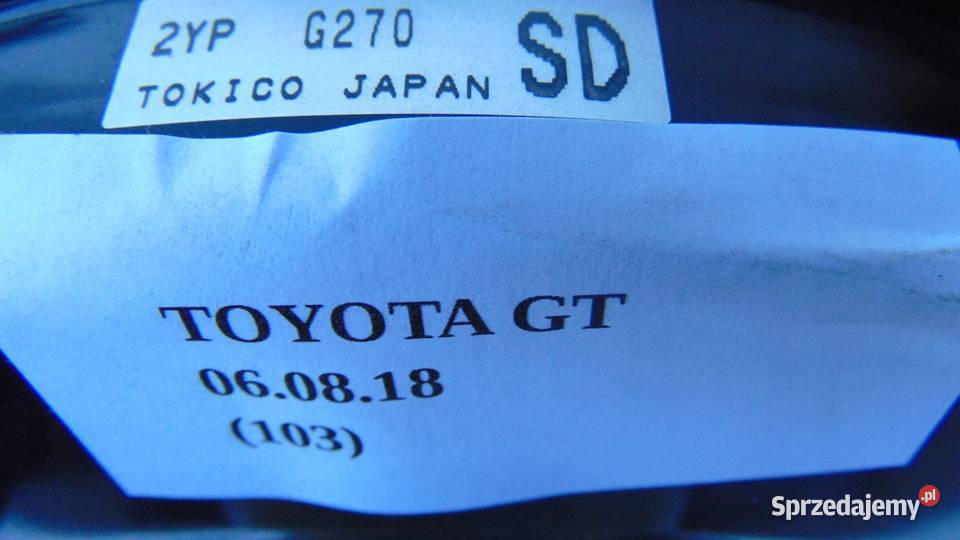 2YP G270 SD
TOKICO JAPAN
TOYOTA GT
06.08.18
(103)
Sprzedajemy.pl